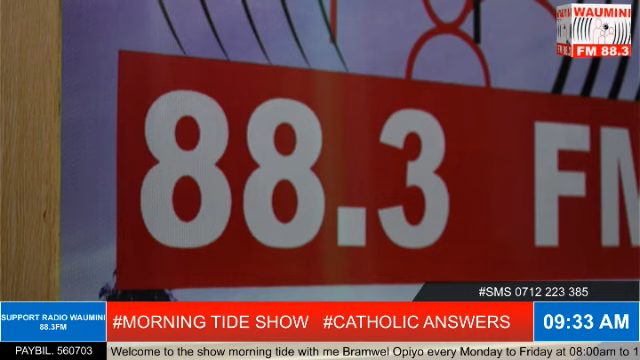 WAUMINI
FM 88.3
88.3 FM
#SMS 0712 223 385
SUPPORT RADIO WAUMINI
88.3FM
#MORNING TIDE SHOW #CATHOLIC ANSWERS
09:33 AM
PAYBIL. 560703
Welcome to the show morning tide with me Bramwel Opiyo every Monday to Friday at 08:00am to 1